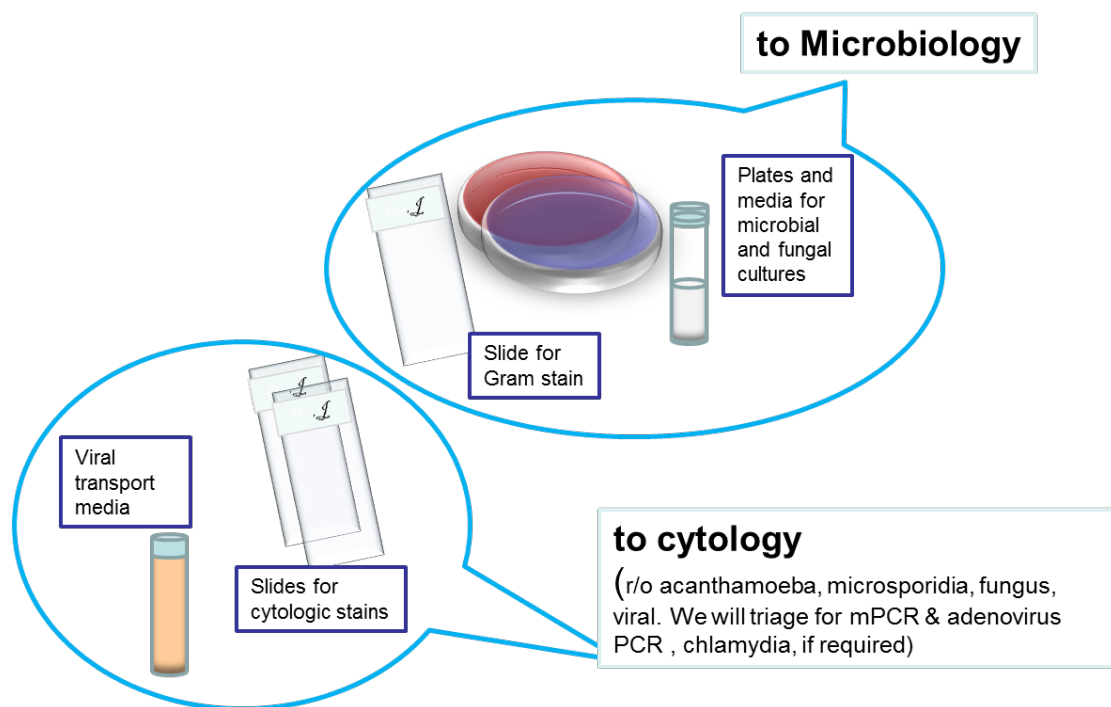 to Microbiology
Plates and
media for
microbial
and fungal
cultures
Slide for
Gram stain
Viral
transport
media
Slides for
cytologic stains
to cytology
(r/o acanthamoeba, microsporidia, fungus,
viral. We will triage for mPCR & adenovirus
PCR , chlamydia, if required)